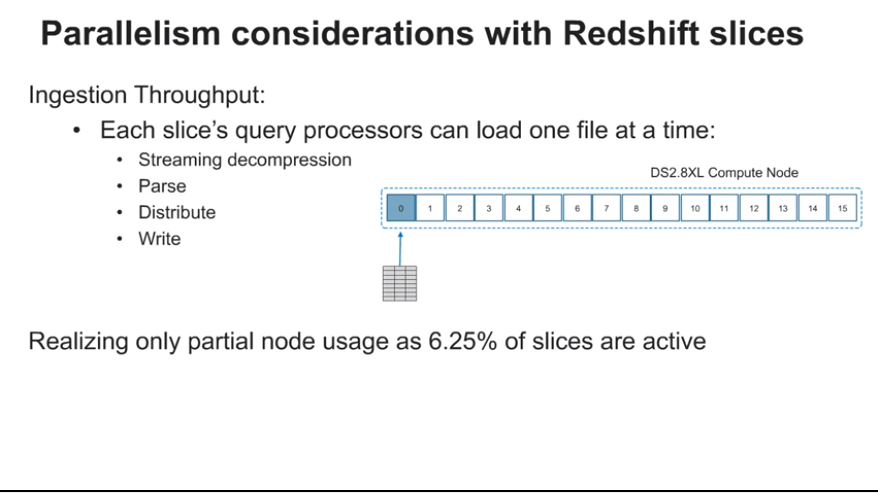 Parallelism considerations with Redshift slices
Ingestion Throughput:
• Each slice's query processors can load one file at a time:
• Streaming decompression
• Parse
• Distribute
• Write
DS2.8XL Compute Node
0 1 2 3 4 5 6 7 8 9 10 11 12 13 14 15
Realizing only partial node usage as 6.25% of slices are active